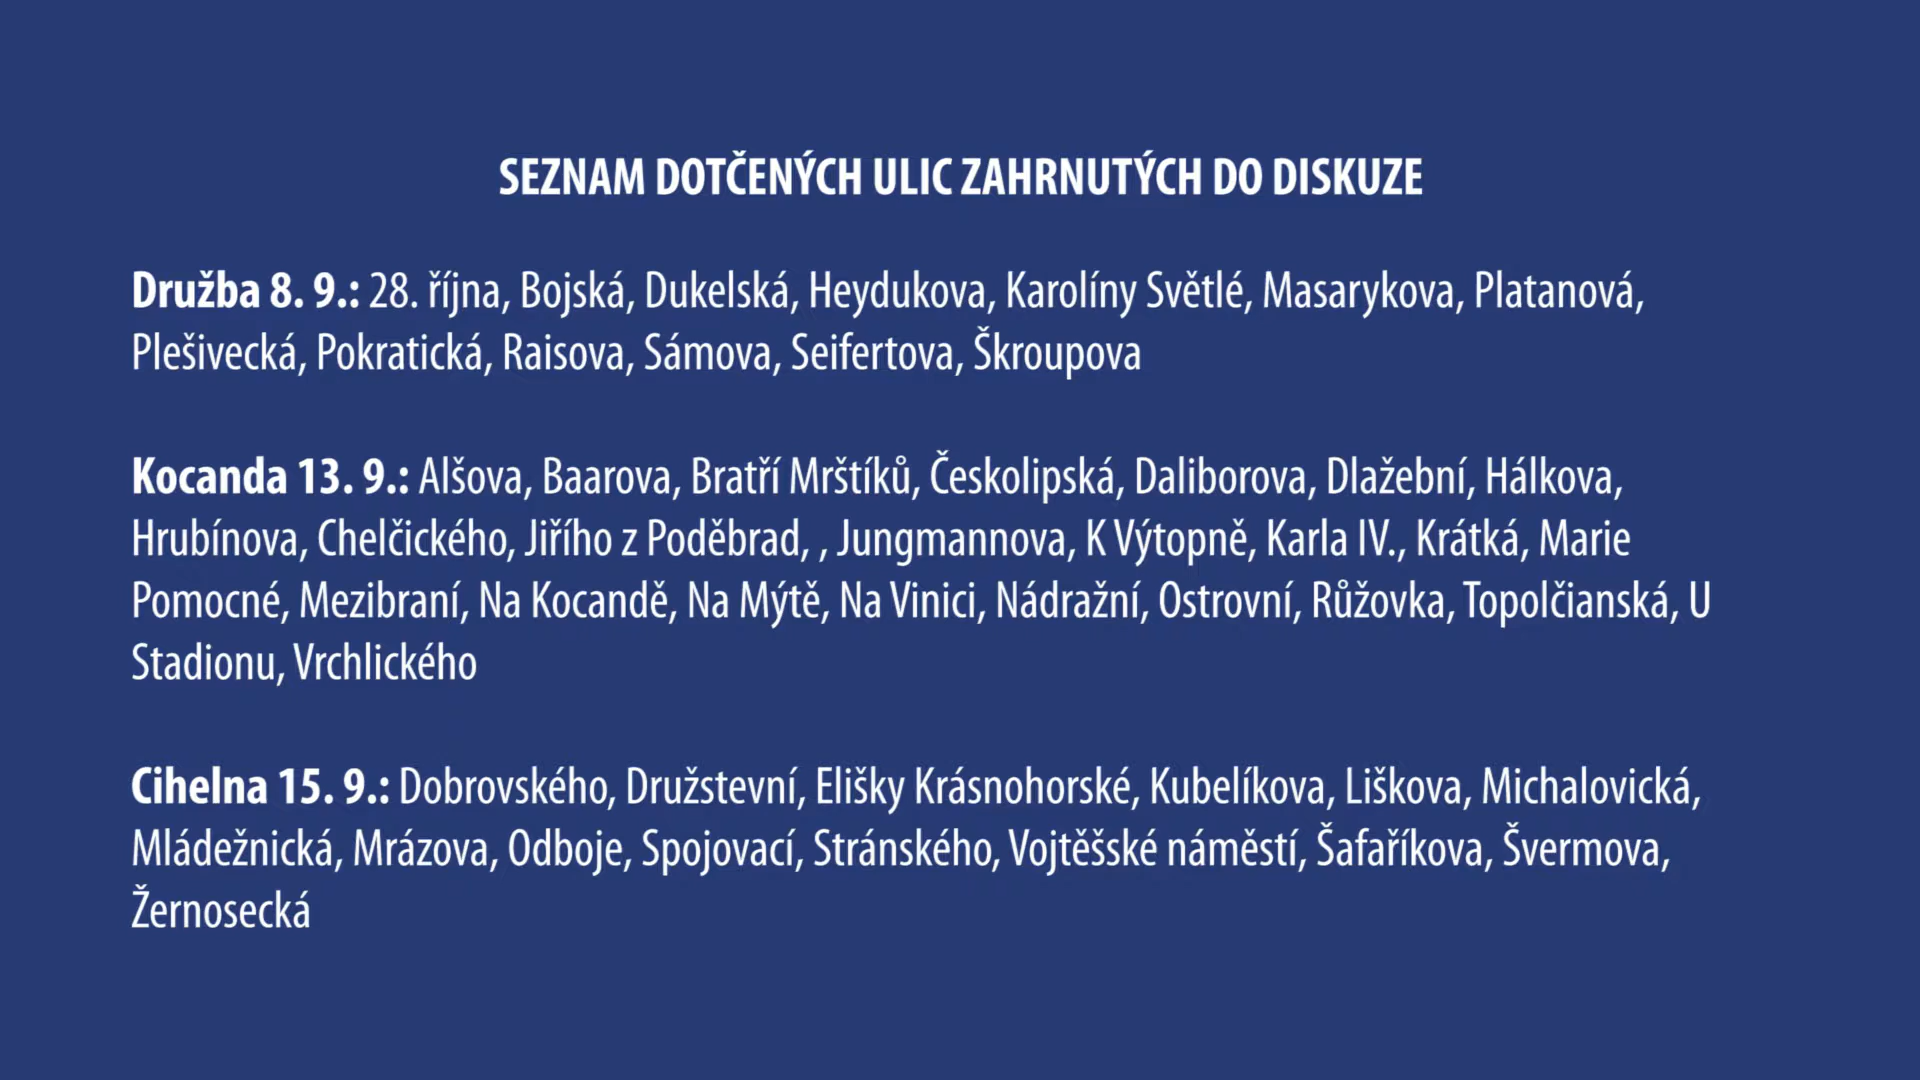 SEZNAM DOTČENÝCH ULIC ZAHRNUTÝCH DO DISKUZE
Družba 8. 9.: 28. října, Bojská, Dukelská, Heydukova, Karolíny Světlé, Masarykova, Platanová,
Plešivecká, Pokratická, Raisova, Sámova, Seifertova, Škroupova
Kocanda 13. 9.: Alšova, Baarova, Bratří Mrštíků, Českolipská, Daliborova, Dlažební, Hálkova,
Hrubínova, Chelčického, Jiřího z Poděbrad, , Jungmannova, K Výtopně, Karla IV., Krátká, Marie
Pomocné, Mezibraní, Na Kocandě, Na Mýtě, Na Vinici, Nádražní, Ostrovní, Růžovka, Topolčianská, U
Stadionu, Vrchlického
Cihelna 15. 9.: Dobrovského, Družstevní, Elišky Krásnohorské, Kubelíkova, Liškova, Michalovická,
Mládežnická, Mrázova, Odboje, Spojovací, Stránského, Vojtěšské náměstí, Šafaříkova, Švermova,
Žernosecká